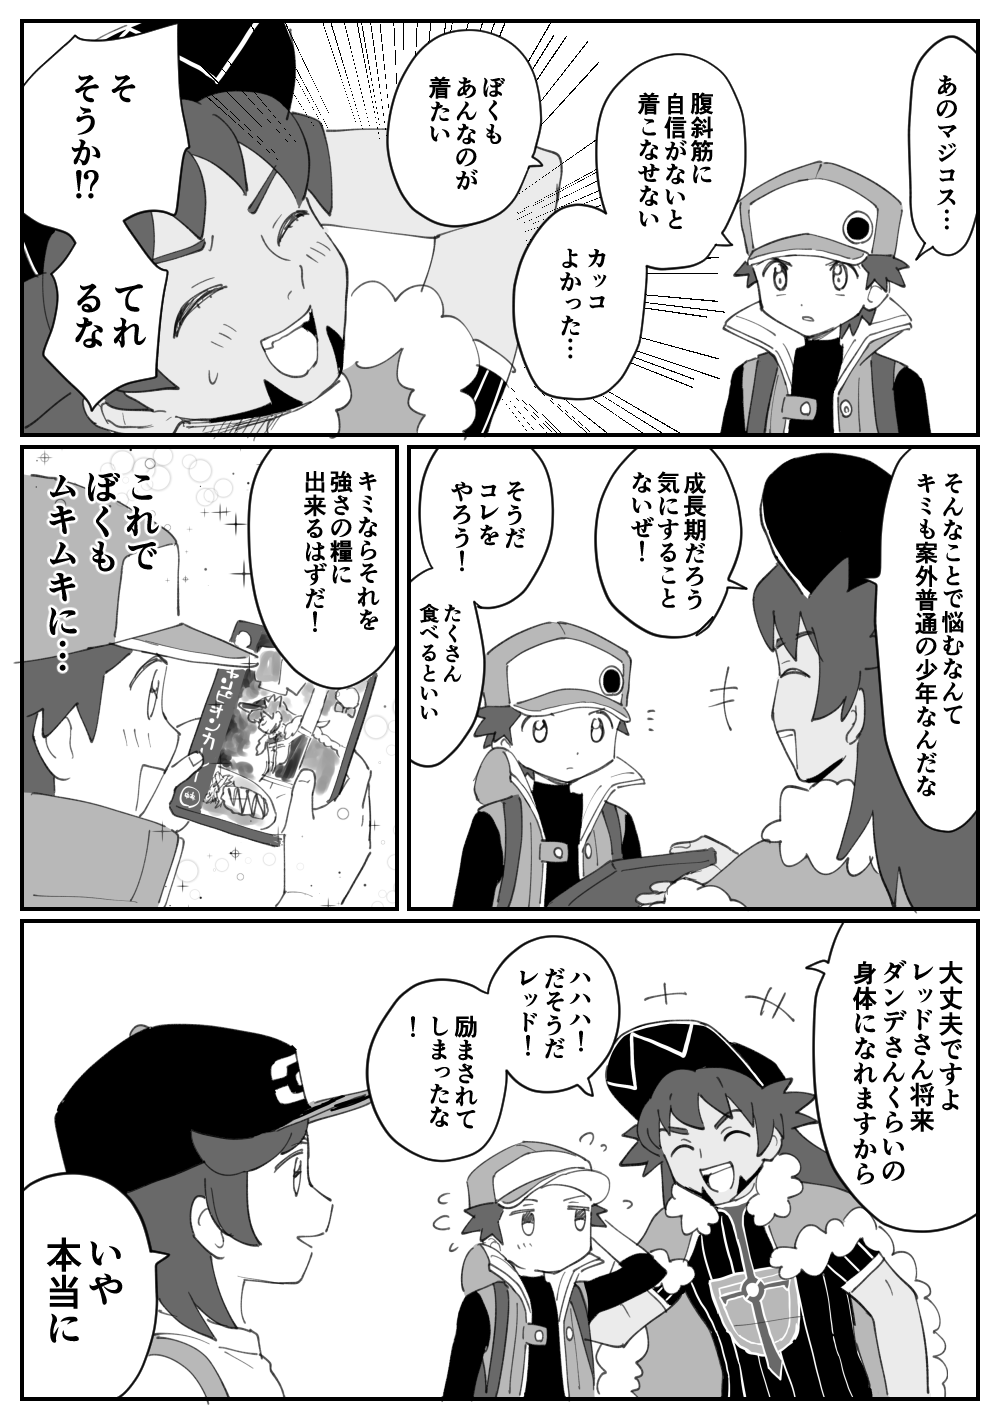 あのマジコス…
腹斜筋に
自信がないと
着こなせない
カッコ
よかった…
ぼくも
あんなのが
着たい
そ
そうか!?
てれ
るな
そんなことで悩むなんて
キミも案外普通の少年なんだな
成長期だろう
気にすること
ないぜ!
そうだ
コレを
やろう!
たくさん
食べるといい
キミならそれを
強さの糧に
出来るはずだ!
これで
ぼくも
ムキムキに…
大丈夫ですよ
レッドさん将来
ダンデさんくらいの
身体になれますから
ハハハ!
だそうだ
レッド!
励まされて
しまったな
!
いや
本当に